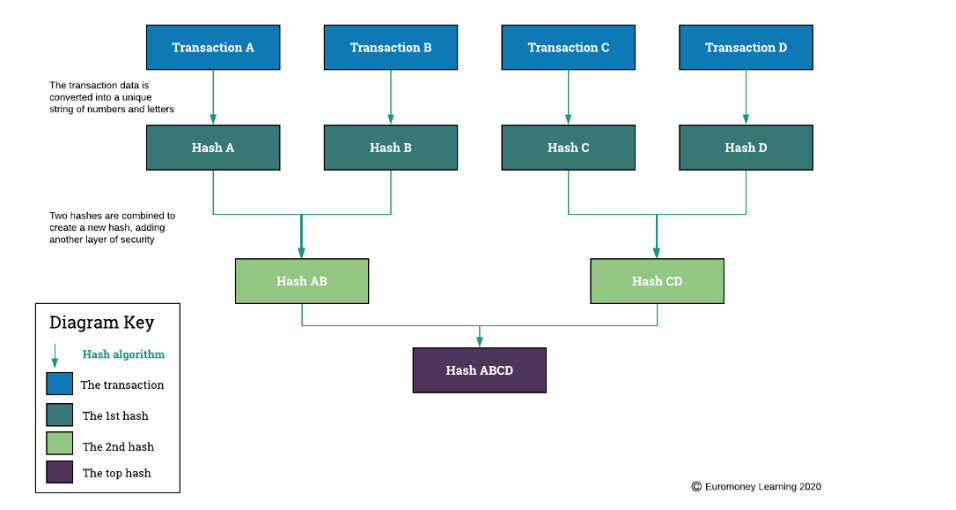 Transaction A
Transaction B
Transaction C
Transaction D
The transaction data is
converted into a unique
string of numbers and letters
Hash A
Hash B
Hash C
Hash D
Two hashes are combined to
create a new hash, adding
another layer of security
Hash AB
Hash CD
Hash ABCD
Diagram Key
Hash algorithm
The transaction
The 1st hash
The 2nd hash
The top hash
© Euromoney Learning 2020